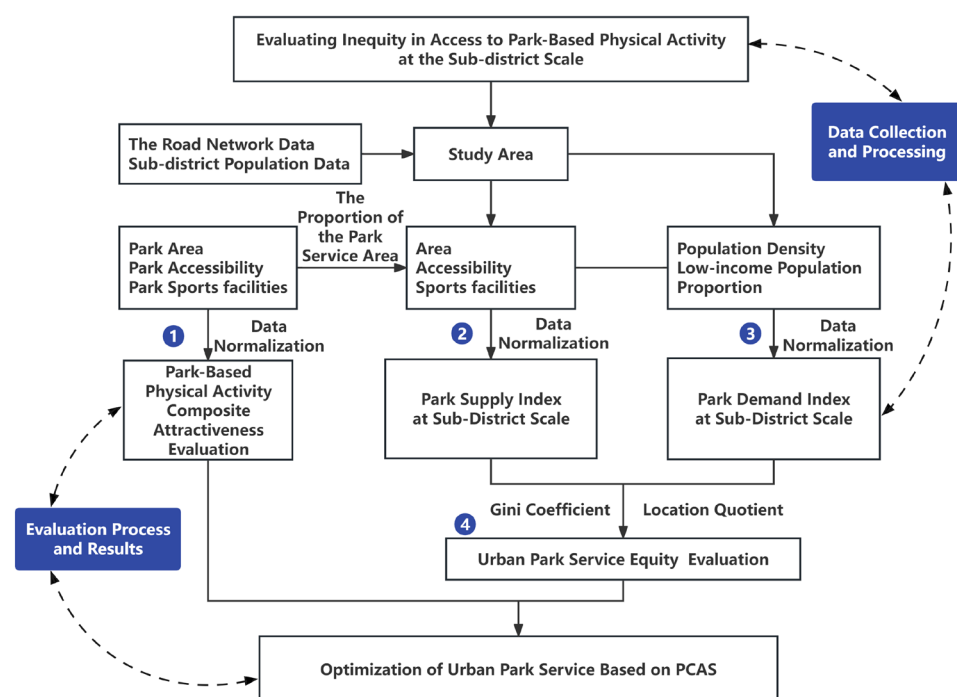 Evaluating Inequity in Access to Park-Based Physical Activity
at the Sub-district Scale
Data Collection
and Processing
The Road Network Data
Sub-district Population Data
Study Area
The
Proportion of
the Park
Service Area
Park Area
Park Accessibility
Park Sports facilities
Area
Accessibility
Sports facilities
Population Density
Low-income Population
Proportion
1
Data
Normalization
2
Data
Normalization
3
Data
Normalization
Park-Based
Physical Activity
Composite
Attractiveness
Evaluation
Park Supply Index
at Sub-District Scale
Park Demand Index
at Sub-District Scale
Gini Coefficient
Location Quotient
Evaluation Process
and Results
4
Urban Park Service Equity Evaluation
Optimization of Urban Park Service Based on PCAS